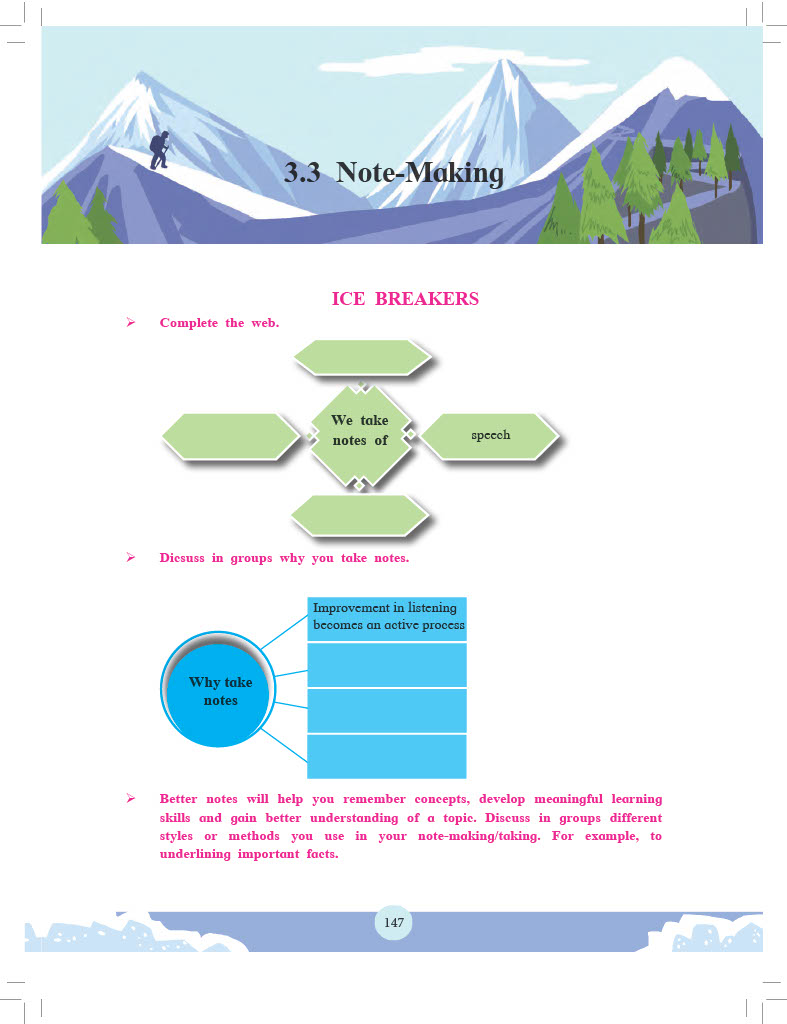 3.3 Note-Making
ICE BREAKERS
➢ Complete the web.
We take
notes of
speech
➢ Dicsuss in groups why you take notes.
Improvement in listening
becomes an active process
Why take
notes
➢ Better notes will help you remember concepts, develop meaningful learning
skills and gain better understanding of a topic. Discuss in groups different
styles or methods you use in your note-making/taking. For example, to
underlining important facts.
147